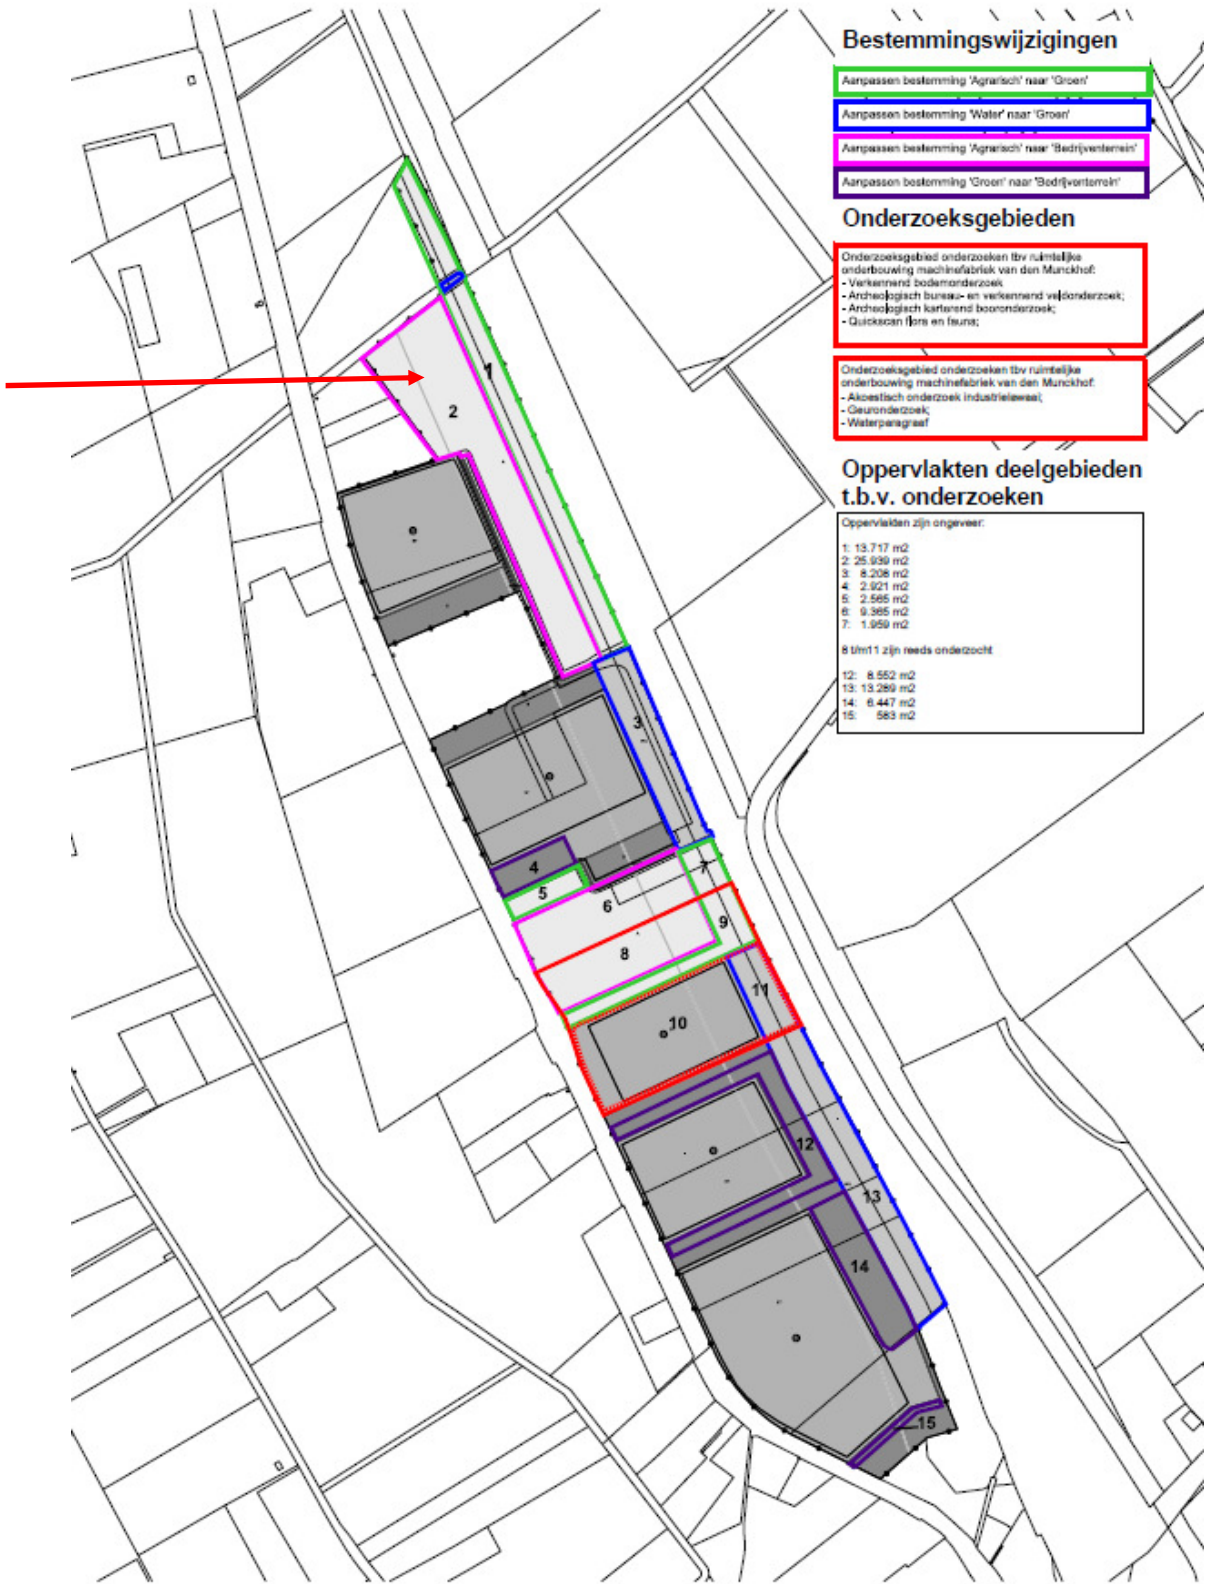 Bestemmingswijzigingen
Aanpassen bestemming 'Agrarisch' naar 'Groen'
Aanpassen bestemming 'Water' naar 'Groen'
Aanpassen bestemming 'Agrarisch' naar 'Bedrijventerrein'
Aanpassen bestemming 'Groen' naar 'Bedrijventerrein'
Onderzoeksgebieden
Onderzoeksgebied onderzoeken tbv ruimtelijke
onderbouwing machinefabriek van den Munckhof:
- Verkennend bodemonderzoek
- Archeologisch bureau- en verkennend veldonderzoek;
- Archeologisch karterend booronderzoek;
- Quickscan flora en fauna;
Onderzoeksgebied onderzoeken tbv ruimtelijke
onderbouwing machinefabriek van den Munckhof:
- Akoestisch onderzoek industrielawaai;
- Geuronderzoek;
- Waterparagraaf
Oppervlakten deelgebieden
t.b.v. onderzoeken
Oppervlakten zijn ongeveer:
1: 13.717 m2
2: 25.939 m2
3: 8.208 m2
4: 2.921 m2
5: 2.565 m2
6: 9.365 m2
7: 1.959 m2
8 t/m11 zijn reeds onderzocht
12: 8.552 m2
13: 13.289 m2
14: 6.447 m2
15: 583 m2
1
2
3
4
5
6
7
8
9
10
11
12
13
14
15